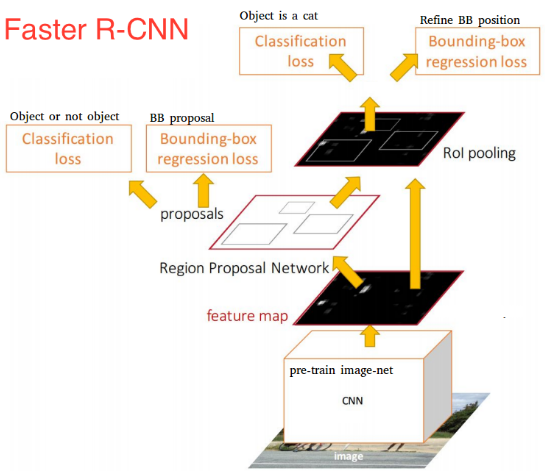 Faster R-CNN
Object is a cat
Classification
loss
Refine BB position
Bounding-box
regression loss
Object or not object
Classification
loss
BB proposal
Bounding-box
regression loss
RoI pooling
proposals
Region Proposal Network
feature map
pre-train image-net
CNN
image